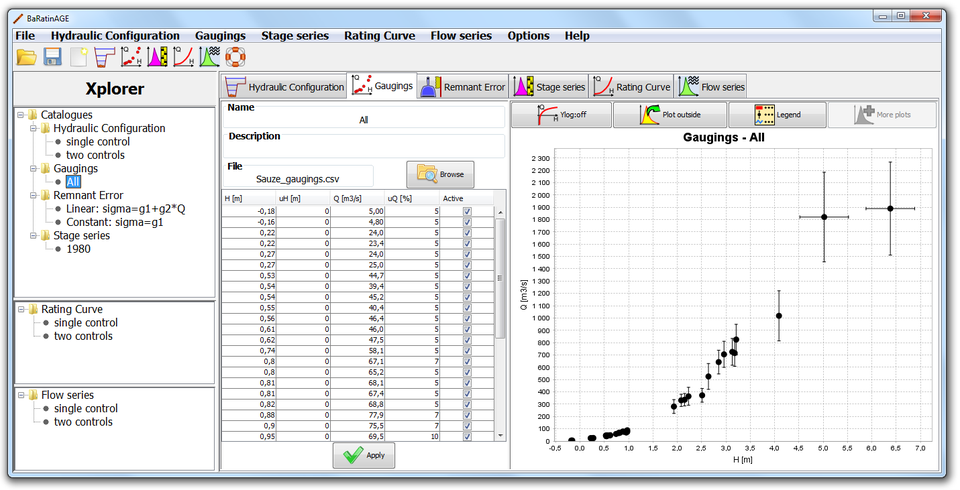 BaRatinAGE
File Hydraulic Configuration Gaugings Stage series Rating Curve Flow series Options Help
Xplorer
Catalogues
Hydraulic Configuration
single control
two controls
Gaugings
All
Remnant Error
Linear: sigma=g1+g2*Q
Constant: sigma=g1
Stage series
1980
Rating Curve
single control
two controls
Flow series
single control
two controls
Hydraulic Configuration Gaugings Remnant Error Stage series Rating Curve Flow series
Name
All
Description
File
Sauze_gaugings.csv Browse
H [m] uH [m] Q [m3/s] uQ [%] Active
-0,18 0 5,00 5
-0,16 0 4,80 5
0,22 0 24,0 5
0,22 0 23,4 5
0,27 0 24,0 5
0,27 0 25,0 5
0,53 0 44,7 5
0,54 0 39,4 5
0,54 0 45,2 5
0,55 0 40,4 5
0,56 0 46,4 5
0,61 0 46,0 5
0,62 0 47,5 5
0,74 0 58,1 5
0,8 0 67,1 7
0,8 0 65,2 5
0,81 0 68,1 5
0,81 0 67,4 5
0,82 0 68,8 5
0,88 0 77,9 7
0,9 0 75,5 7
0,95 0 69,5 10
Apply
Ylog:off Plot outside Legend More plots
Gaugings - All
Q [m3/s]
2 300
2 200
2 100
2 000
1 900
1 800
1 700
1 600
1 500
1 400
1 300
1 200
1 100
1 000
900
800
700
600
500
400
300
200
100
0
-0,5 0,0 0,5 1,0 1,5 2,0 2,5 3,0 3,5 4,0 4,5 5,0 5,5 6,0 6,5 7,0
H [m]